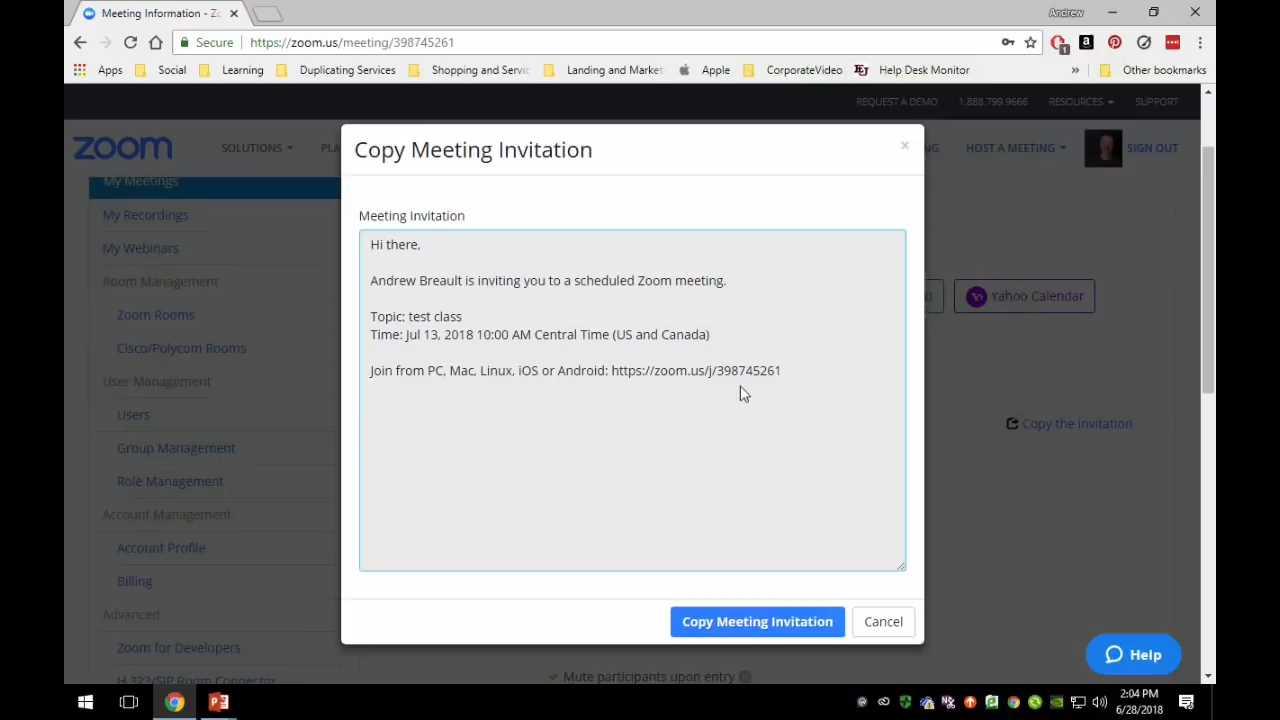 Meeting Information - Zo
Andrew
Secure
https://zoom.us/meeting/398745261
1
Apps
Social
Learning
Duplicating Services
Shopping and Servic
Landing and Market
Apple
CorporateVideo
Help Desk Monitor
»
Other bookmarks
REQUEST A DEMO
1.888.799.9666
RESOURCES
SUPPORT
zoom
SOLUTIONS
PLA
NG
HOST A MEETING
SIGN OUT
My Meetings
My Recordings
My Webinars
Room Management
Zoom Rooms
Cisco/Polycom Rooms
User Management
Users
Group Management
Role Management
Account Management
Account Profile
Billing
Advanced
Zoom for Developers
H.323/SIP Room Connector
Copy Meeting Invitation
×
Meeting Invitation
Hi there,
Andrew Breault is inviting you to a scheduled Zoom meeting.
Topic: test class
Time: Jul 13, 2018 10:00 AM Central Time (US and Canada)
Join from PC, Mac, Linux, iOS or Android: https://zoom.us/j/398745261
Copy Meeting Invitation
Cancel
Yahoo Calendar
Copy the invitation
Mute participants upon entry
Help
2:04 PM
6/28/2018